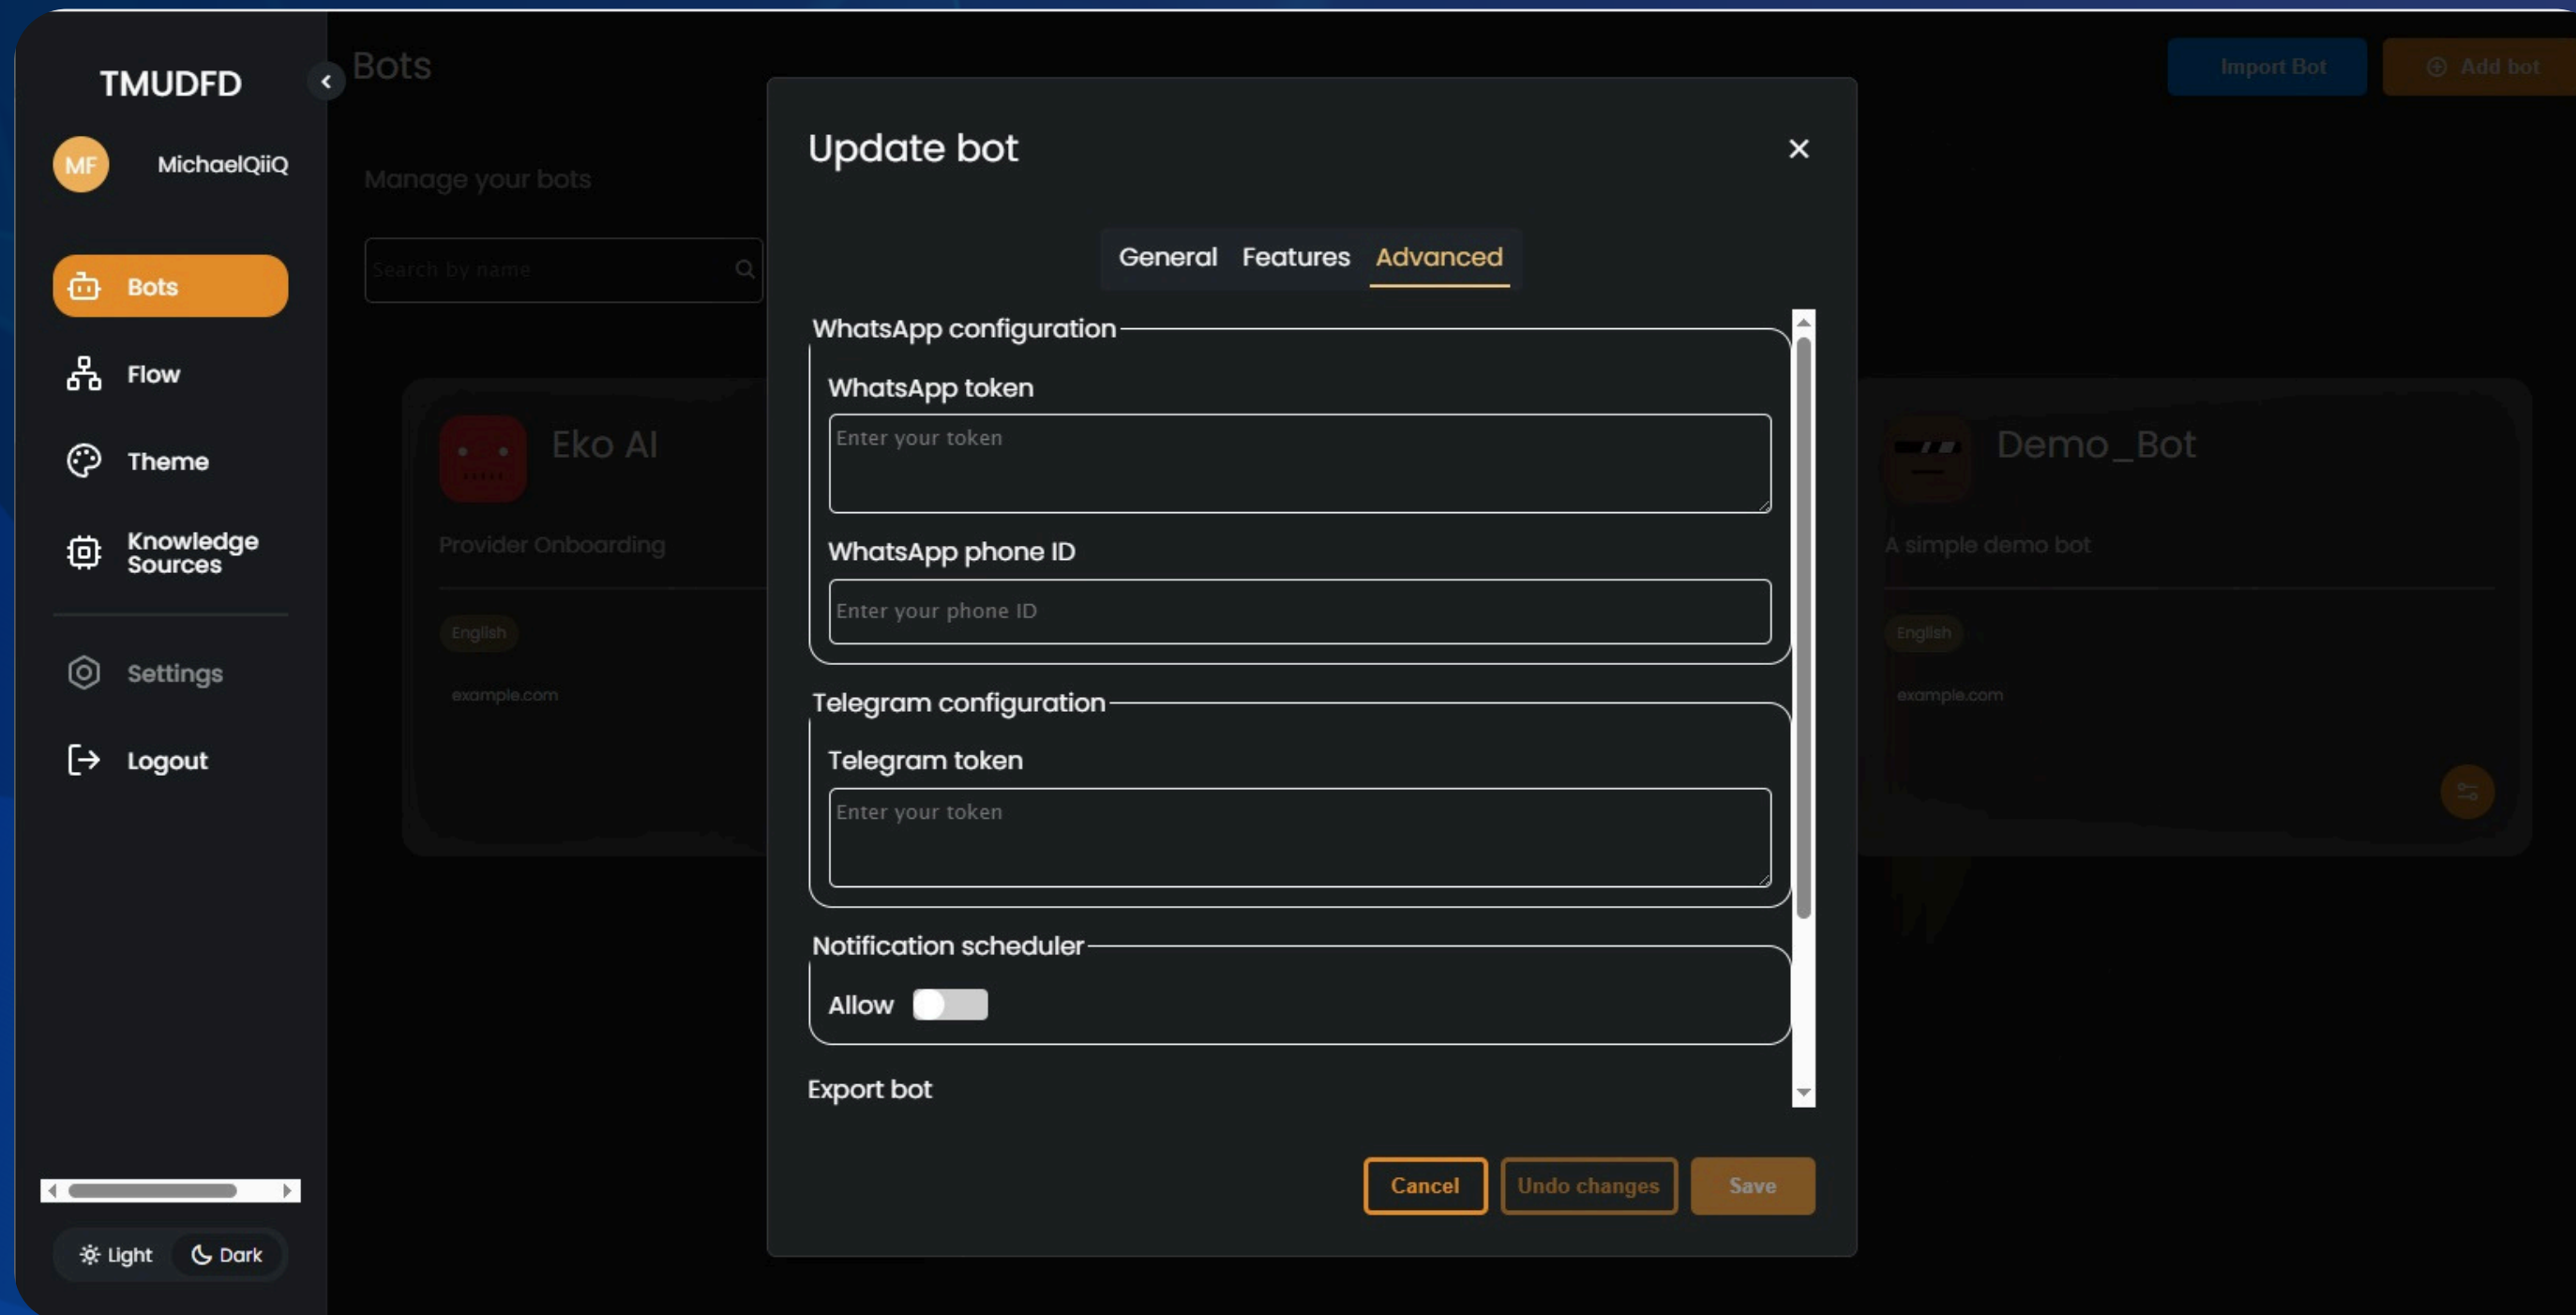 TMUDFD
MF
MichaelQiiQ
Bots
Flow
Theme
Knowledge
Sources
Settings
Logout
Light
Dark
Bots
Import Bot
Add bot
Manage your bots
Search by name
Eko AI
Provider Onboarding
English
example.com
Demo_Bot
A simple demo bot
English
example.com
Update bot
General Features Advanced
WhatsApp configuration
WhatsApp token
Enter your token
WhatsApp phone ID
Enter your phone ID
Telegram configuration
Telegram token
Enter your token
Notification scheduler
Allow
Export bot
Cancel
Undo changes
Save